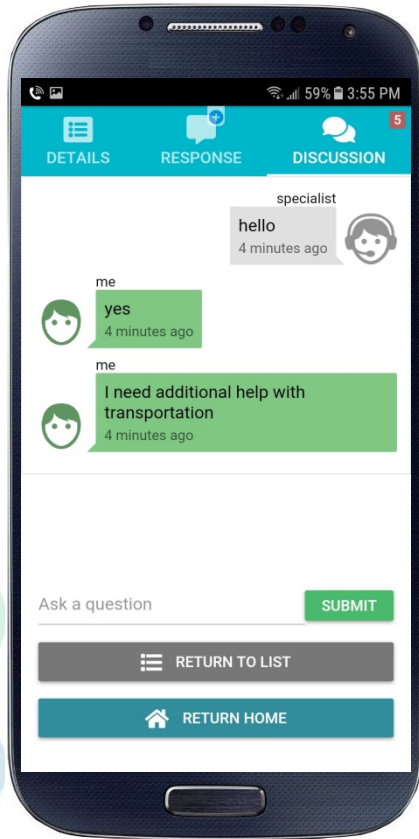 59% 3:55 PM
DETAILS RESPONSE DISCUSSION 5
specialist
hello
4 minutes ago
me
yes
4 minutes ago
me
I need additional help with
transportation
4 minutes ago
Ask a question SUBMIT
RETURN TO LIST
RETURN HOME